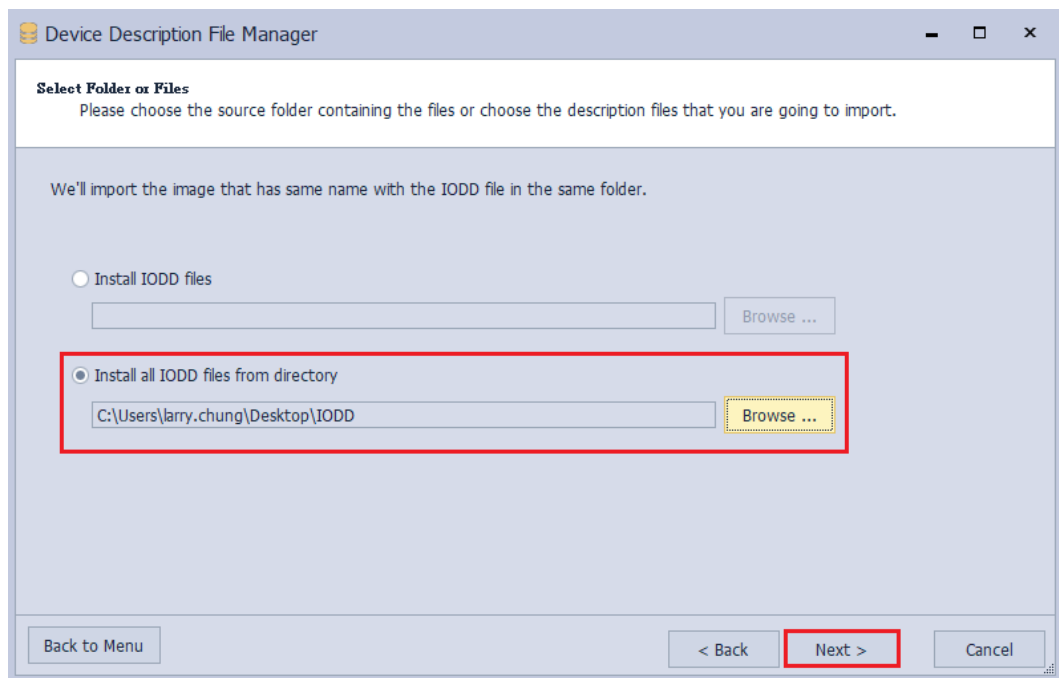 Device Description File Manager
Select Folder or Files
Please choose the source folder containing the files or choose the description files that you are going to import.
We'll import the image that has same name with the IODD file in the same folder.
Install IODD files
Browse ...
Install all IODD files from directory
C:\Users\larry.chung\Desktop\IODD
Browse ...
Back to Menu
< Back
Next >
Cancel